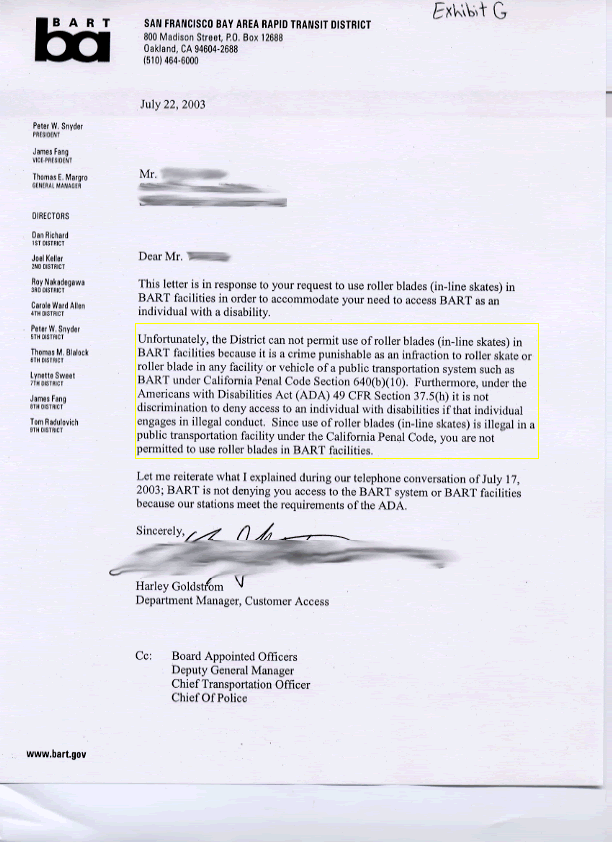 Exhibit G
BART
ba
SAN FRANCISCO BAY AREA RAPID TRANSIT DISTRICT
800 Madison Street, P.O. Box 12688
Oakland, CA 94604-2688
(510) 464-6000
July 22, 2003
Peter W. Snyder
PRESIDENT
James Fang
VICE-PRESIDENT
Thomas E. Margro
GENERAL MANAGER
DIRECTORS
Dan Richard
1ST DISTRICT
Joel Keller
2ND DISTRICT
Roy Nakadegawa
3RD DISTRICT
Carole Ward Allen
4TH DISTRICT
Peter W. Snyder
5TH DISTRICT
Thomas M. Blalock
6TH DISTRICT
Lynette Sweet
7TH DISTRICT
James Fang
8TH DISTRICT
Tom Radulovich
9TH DISTRICT
Mr.
Dear Mr.
This letter is in response to your request to use roller blades (in-line skates) in
BART facilities in order to accommodate your need to access BART as an
individual with a disability.
Unfortunately, the District can not permit use of roller blades (in-line skates) in
BART facilities because it is a crime punishable as an infraction to roller skate or
roller blade in any facility or vehicle of a public transportation system such as
BART under California Penal Code Section 640(b)(10). Furthermore, under the
Americans with Disabilities Act (ADA) 49 CFR Section 37.5(h) it is not
discrimination to deny access to an individual with disabilities if that individual
engages in illegal conduct. Since use of roller blades (in-line skates) is illegal in a
public transportation facility under the California Penal Code, you are not
permitted to use roller blades in BART facilities.
Let me reiterate what I explained during our telephone conversation of July 17,
2003; BART is not denying you access to the BART system or BART facilities
because our stations meet the requirements of the ADA.
Sincerely,
Harley Goldstrom
Department Manager, Customer Access
Cc: Board Appointed Officers
Deputy General Manager
Chief Transportation Officer
Chief Of Police
www.bart.gov